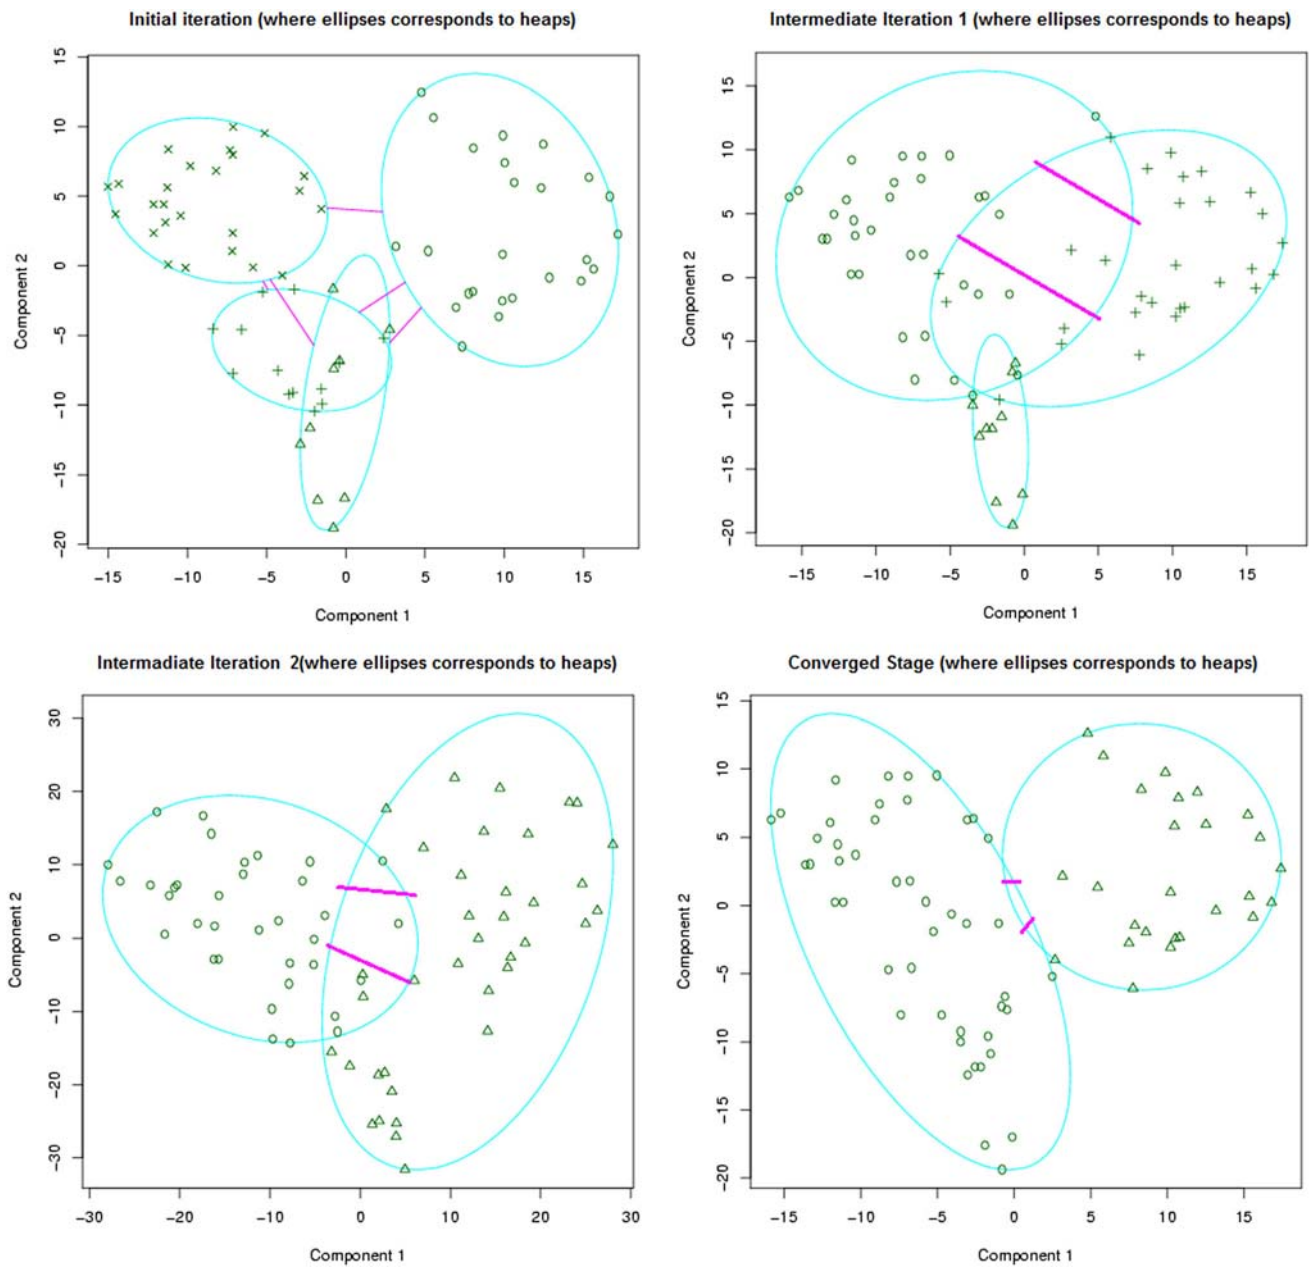 Initial iteration (where ellipses corresponds to heaps)
15
10
5
0
−5
−10
−15
−20
Component 2
−15 −10 −5 0 5 10 15
Component 1
Intermediate Iteration 1 (where ellipses corresponds to heaps)
15
10
5
0
−5
−10
−15
−20
Component 2
−15 −10 −5 0 5 10 15
Component 1
Intermadiate Iteration 2(where ellipses corresponds to heaps)
30
20
10
0
−10
−20
−30
Component 2
−30 −20 −10 0 10 20 30
Component 1
Converged Stage (where ellipses corresponds to heaps)
15
10
5
0
−5
−10
−15
−20
Component 2
−15 −10 −5 0 5 10 15
Component 1